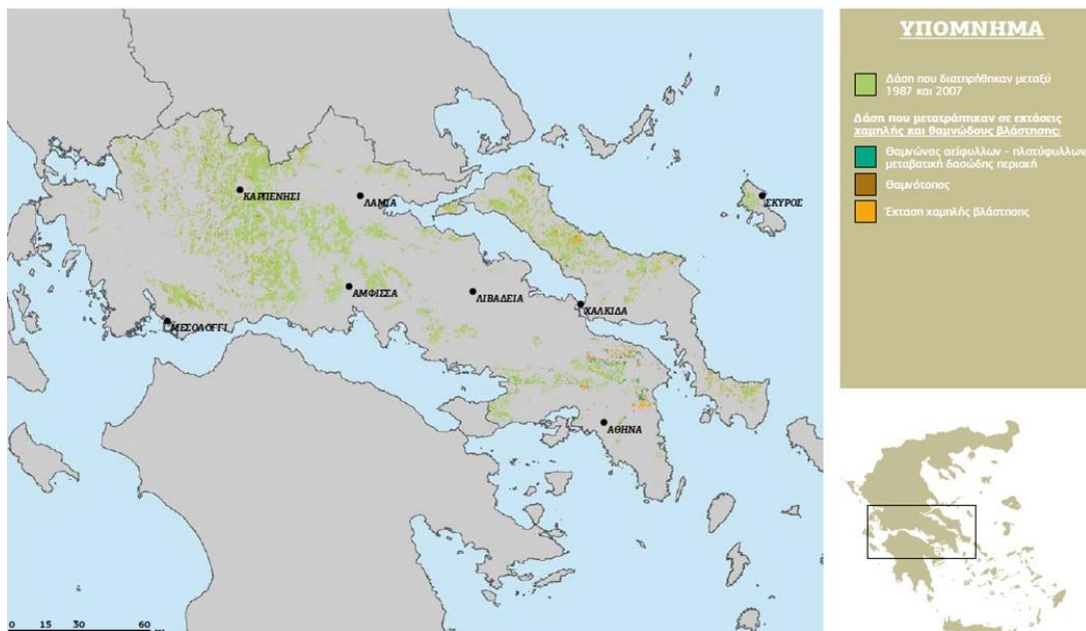 ΥΠΟΜΝΗΜΑ
Δάση που διατηρήθηκαν μεταξύ
1987 και 2007
Δάση που μετατράπηκαν σε εκτάσεις
χαμηλής και θαμνώδους βλάστησης:
Θαμνώνας αείφυλλων - πλατύφυλλων,
μεταβατική δασώδης περιοχή
Θαμνότοπος
Έκταση χαμηλής βλάστησης
ΚΑΡΠΕΝΗΣΙ
ΛΑΜΙΑ
ΣΚΥΡΟΣ
ΑΜΦΙΣΣΑ
ΛΙΒΑΔΕΙΑ
ΧΑΛΚΙΔΑ
ΜΕΣΟΛΟΓΓΙ
ΑΘΗΝΑ
0 15 30 60